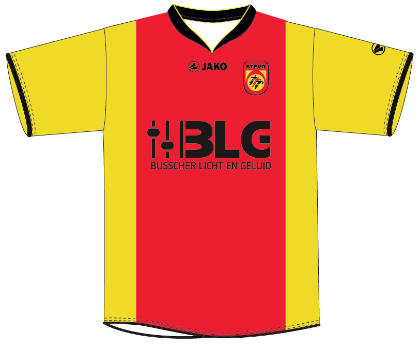 JAKO
BLG
BUSSCHER LICHT EN GELUID